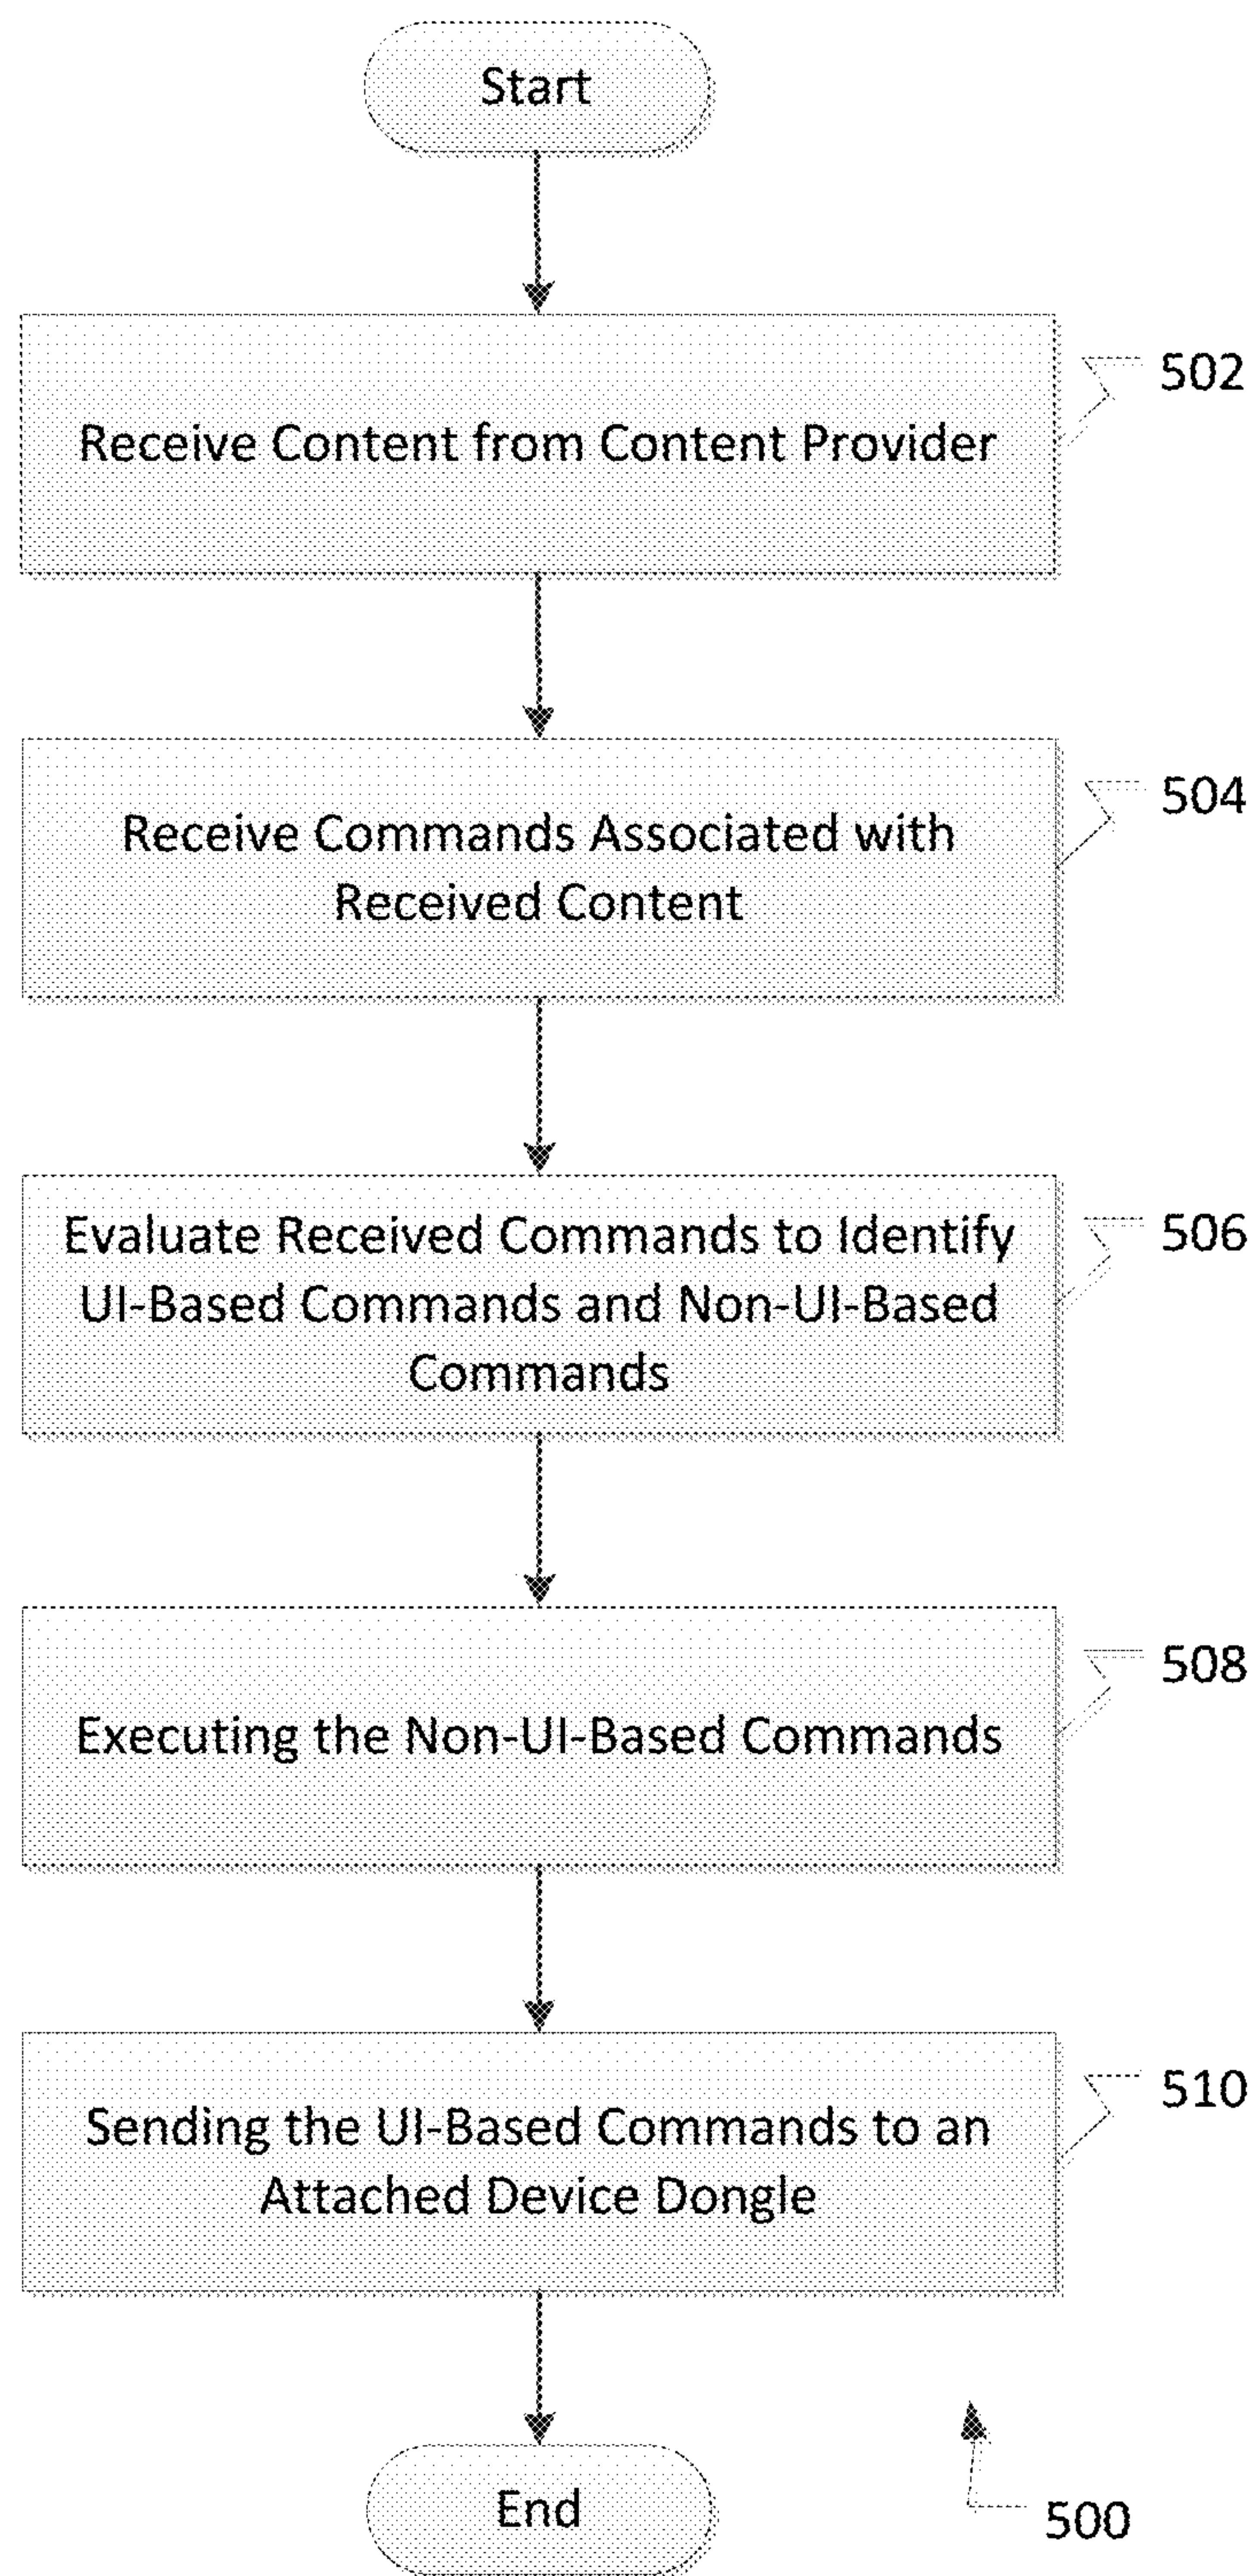 Start
502
Receive Content from Content Provider
504
Receive Commands Associated with
Received Content
506
Evaluate Received Commands to Identify
UI-Based Commands and Non-UI-Based
Commands
508
Executing the Non-UI-Based Commands
510
Sending the UI-Based Commands to an
Attached Device Dongle
End
500